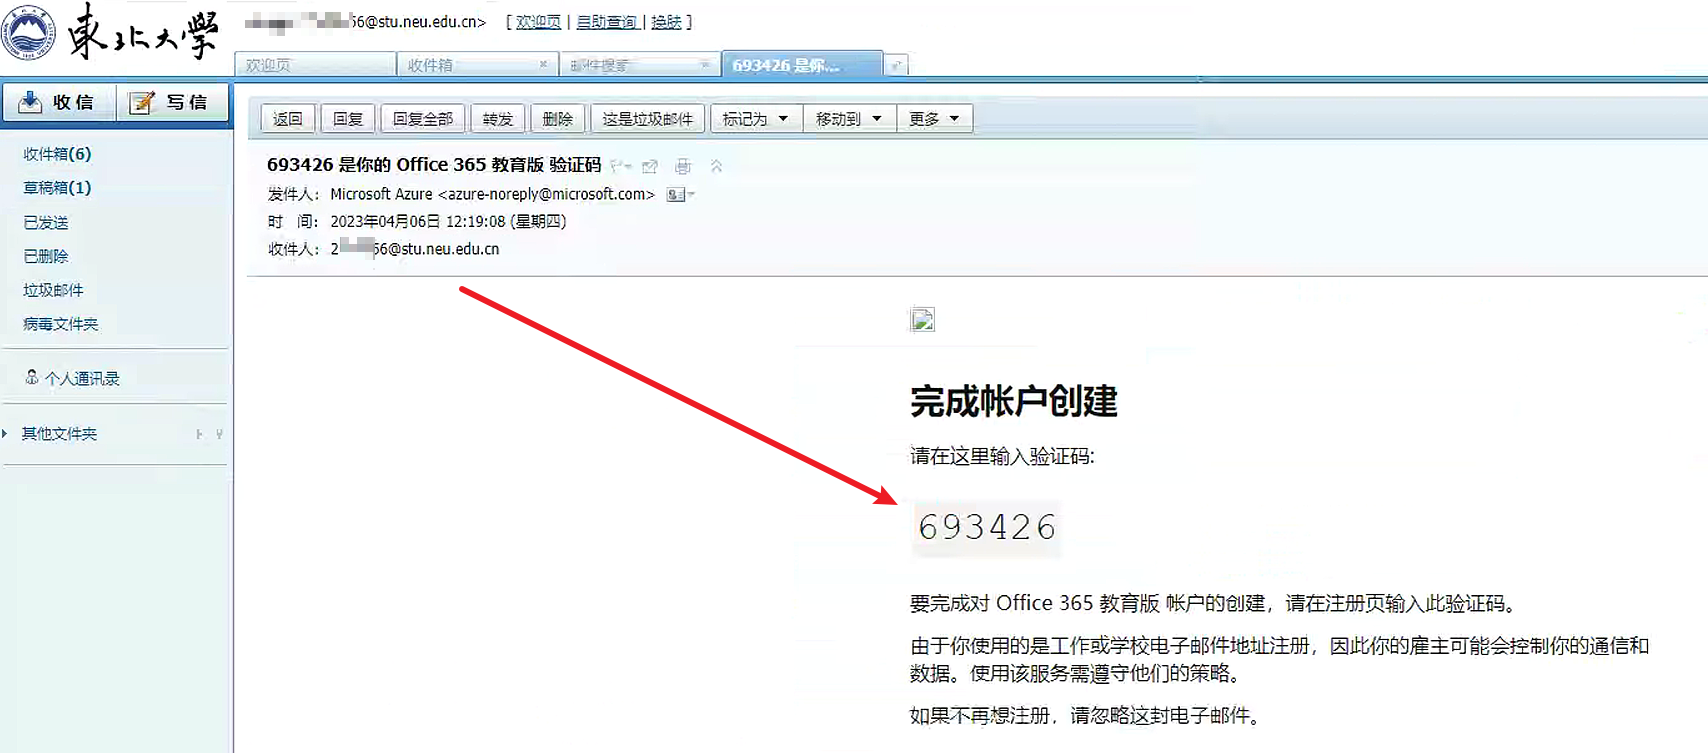 東北大學
56@stu.neu.edu.cn> [ 欢迎页 | 自助查询 | 换肤 ]
欢迎页 收件箱 邮件搜索 693426 是你...
收信 写信
返回 回复 回复全部 转发 删除 这是垃圾邮件 标记为 移动到 更多
收件箱(6)
草稿箱(1)
已发送
已删除
垃圾邮件
病毒文件夹
个人通讯录
其他文件夹
693426 是你的 Office 365 教育版 验证码
发件人： Microsoft Azure <azure-noreply@microsoft.com>
时 间： 2023年04月06日 12:19:08 (星期四)
收件人： 2 56@stu.neu.edu.cn
完成帐户创建
请在这里输入验证码:
693426
要完成对 Office 365 教育版 帐户的创建，请在注册页输入此验证码。
由于你使用的是工作或学校电子邮件地址注册，因此你的雇主可能会控制你的通信和
数据。使用该服务需遵守他们的策略。
如果不再想注册，请忽略这封电子邮件。